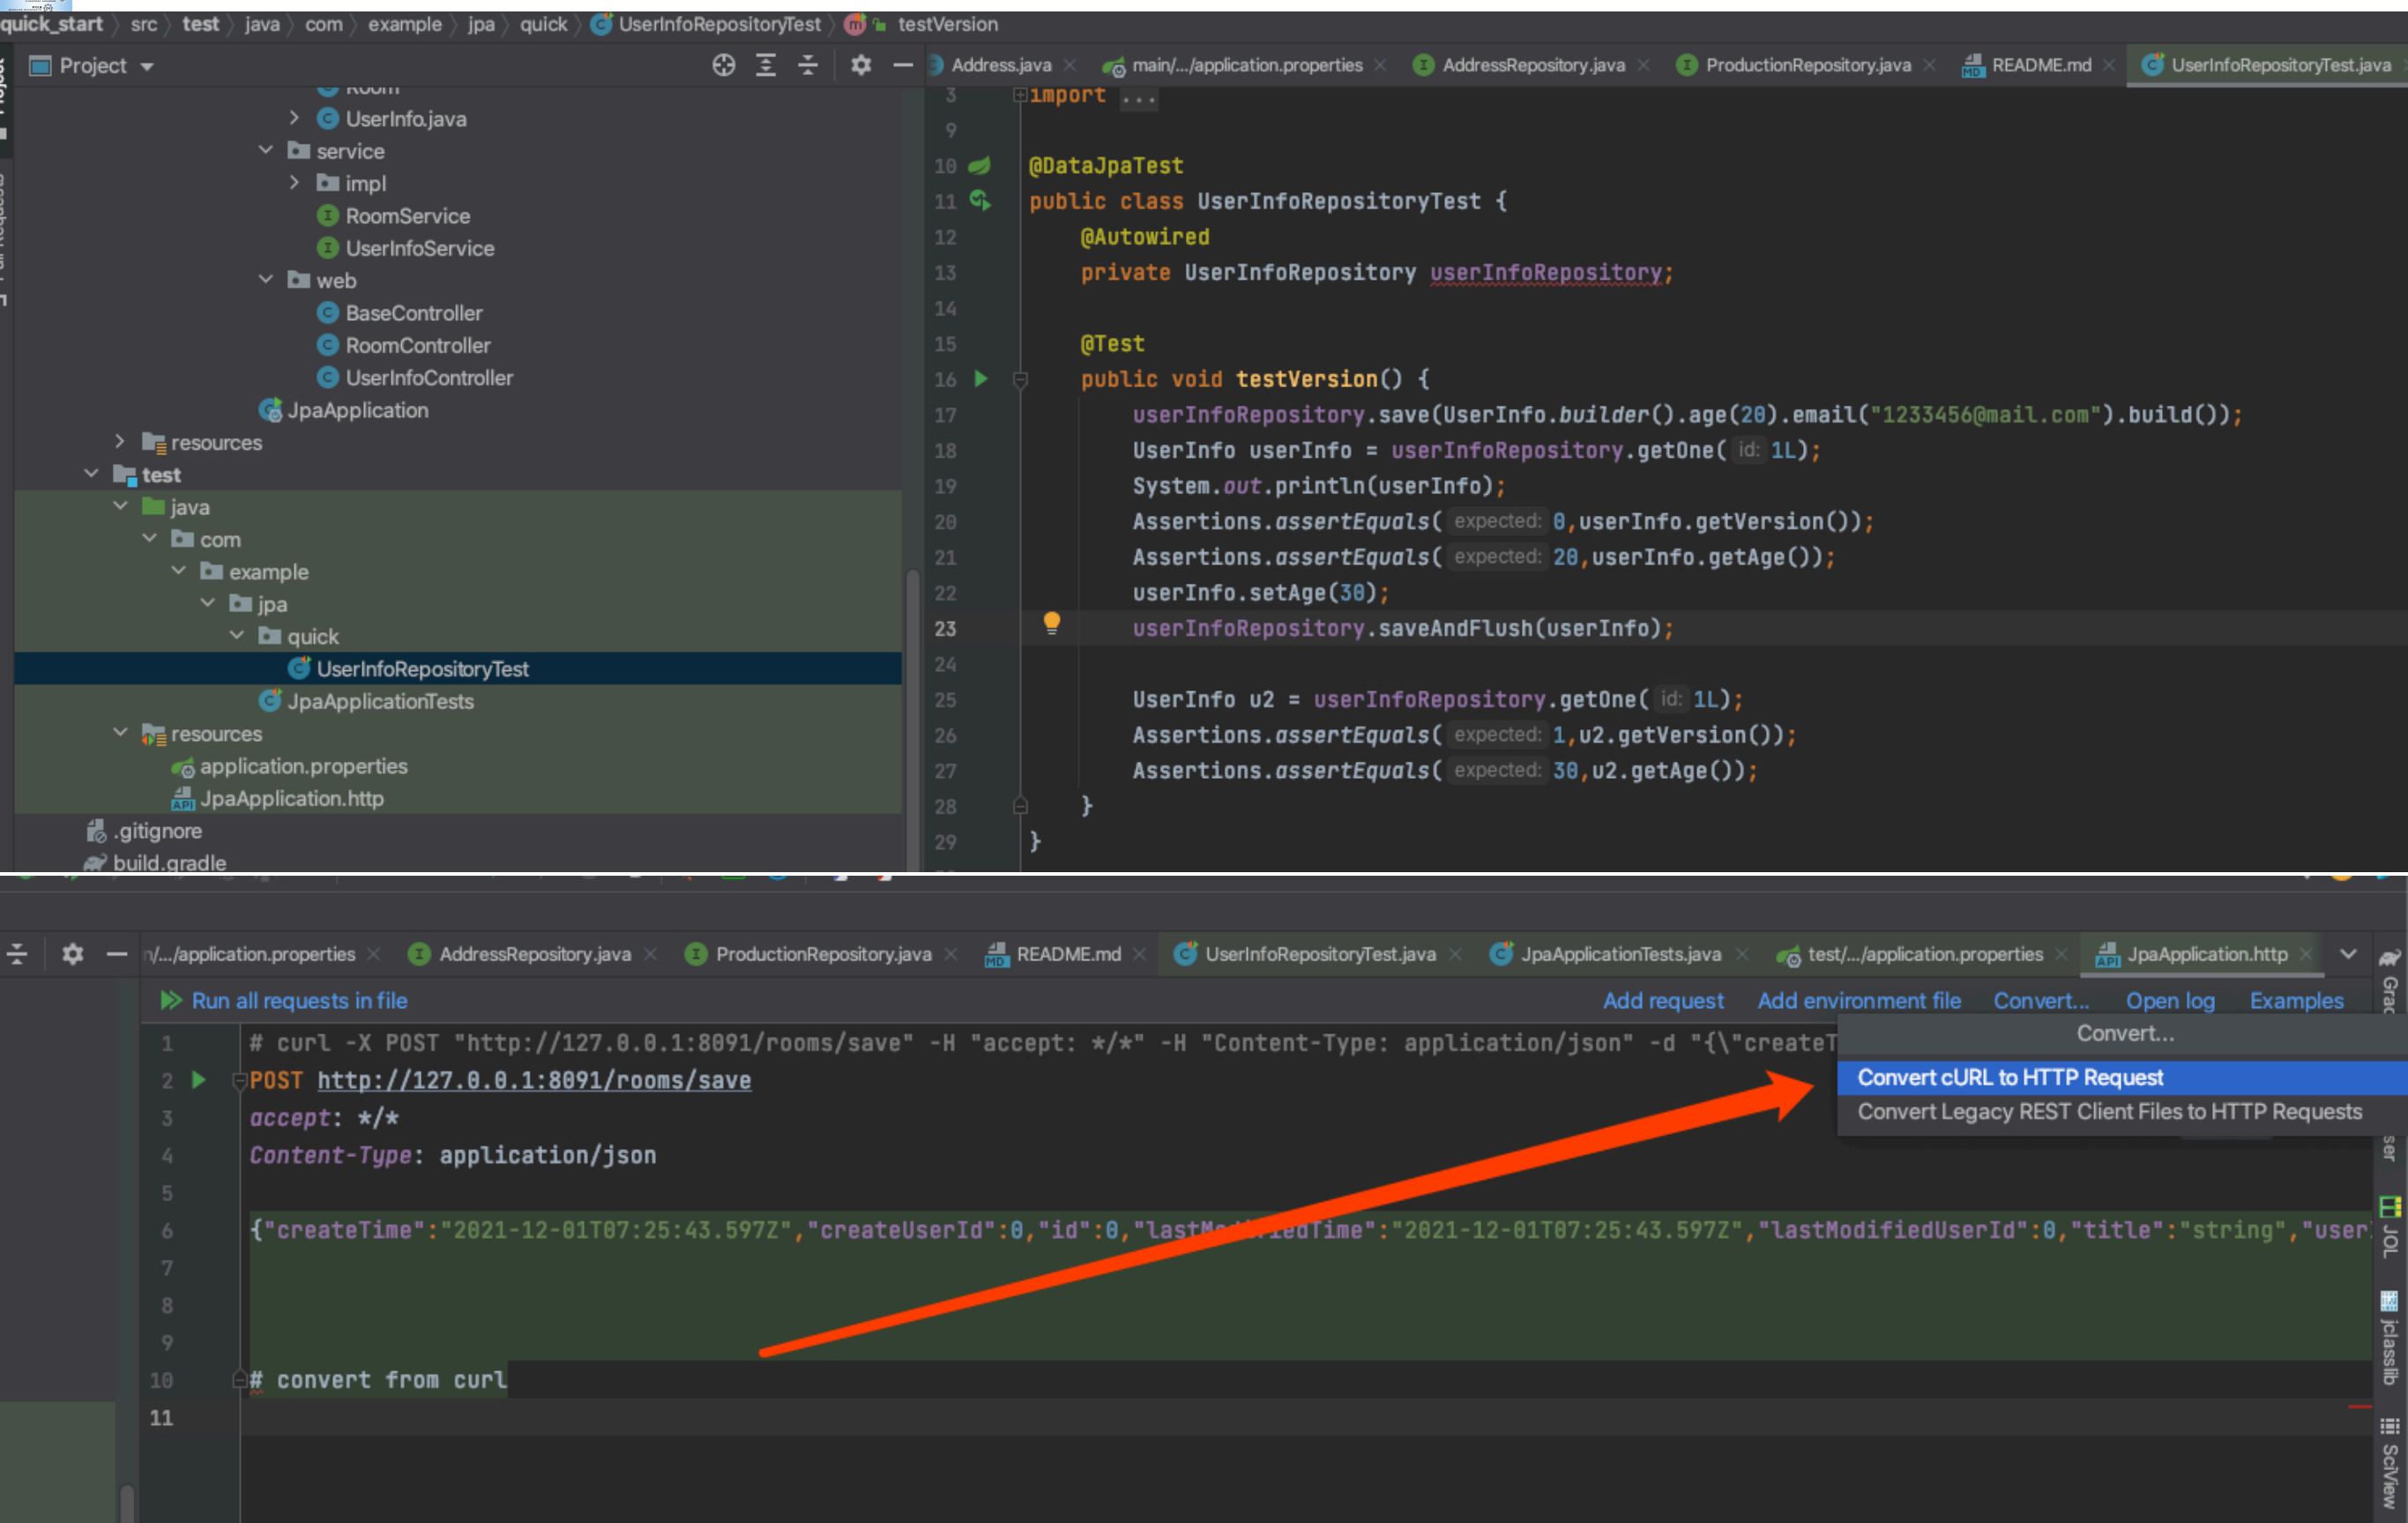 quick_start 〉 src 〉 test 〉 java 〉 com 〉 example 〉 jpa 〉 quick 〉 UserInfoRepositoryTest 〉 testVersion
Project
Address.java
main/.../application.properties
AddressRepository.java
ProductionRepository.java
README.md
UserInfoRepositoryTest.java
Room
UserInfo.java
service
impl
RoomService
UserInfoService
web
BaseController
RoomController
UserInfoController
JpaApplication
resources
test
java
com
example
jpa
quick
UserInfoRepositoryTest
JpaApplicationTests
resources
application.properties
JpaApplication.http
.gitignore
build.gradle
3 import ...
9
10 @DataJpaTest
11 public class UserInfoRepositoryTest {
12 @Autowired
13 private UserInfoRepository userInfoRepository;
14
15 @Test
16 public void testVersion() {
17 userInfoRepository.save(UserInfo.builder().age(20).email("1233456@mail.com").build());
18 UserInfo userInfo = userInfoRepository.getOne( id: 1L);
19 System.out.println(userInfo);
20 Assertions.assertEquals( expected: 0,userInfo.getVersion());
21 Assertions.assertEquals( expected: 20,userInfo.getAge());
22 userInfo.setAge(30);
23 userInfoRepository.saveAndFlush(userInfo);
24
25 UserInfo u2 = userInfoRepository.getOne( id: 1L);
26 Assertions.assertEquals( expected: 1,u2.getVersion());
27 Assertions.assertEquals( expected: 30,u2.getAge());
28 }
29 }
/.../application.properties
AddressRepository.java
ProductionRepository.java
README.md
UserInfoRepositoryTest.java
JpaApplicationTests.java
test/.../application.properties
JpaApplication.http
Run all requests in file
Add request
Add environment file
Convert...
Open log
Examples
Convert...
Convert cURL to HTTP Request
Convert Legacy REST Client Files to HTTP Requests
1 # curl -X POST "http://127.0.0.1:8091/rooms/save" -H "accept: */*" -H "Content-Type: application/json" -d "{\"createT
2 POST http://127.0.0.1:8091/rooms/save
3 accept: */*
4 Content-Type: application/json
5
6 {"createTime":"2021-12-01T07:25:43.597Z","createUserId":0,"id":0,"lastModifiedTime":"2021-12-01T07:25:43.597Z","lastModifiedUserId":0,"title":"string","user
7
8
9
10 # convert from curl
11
JOL
jclasslib
SciView